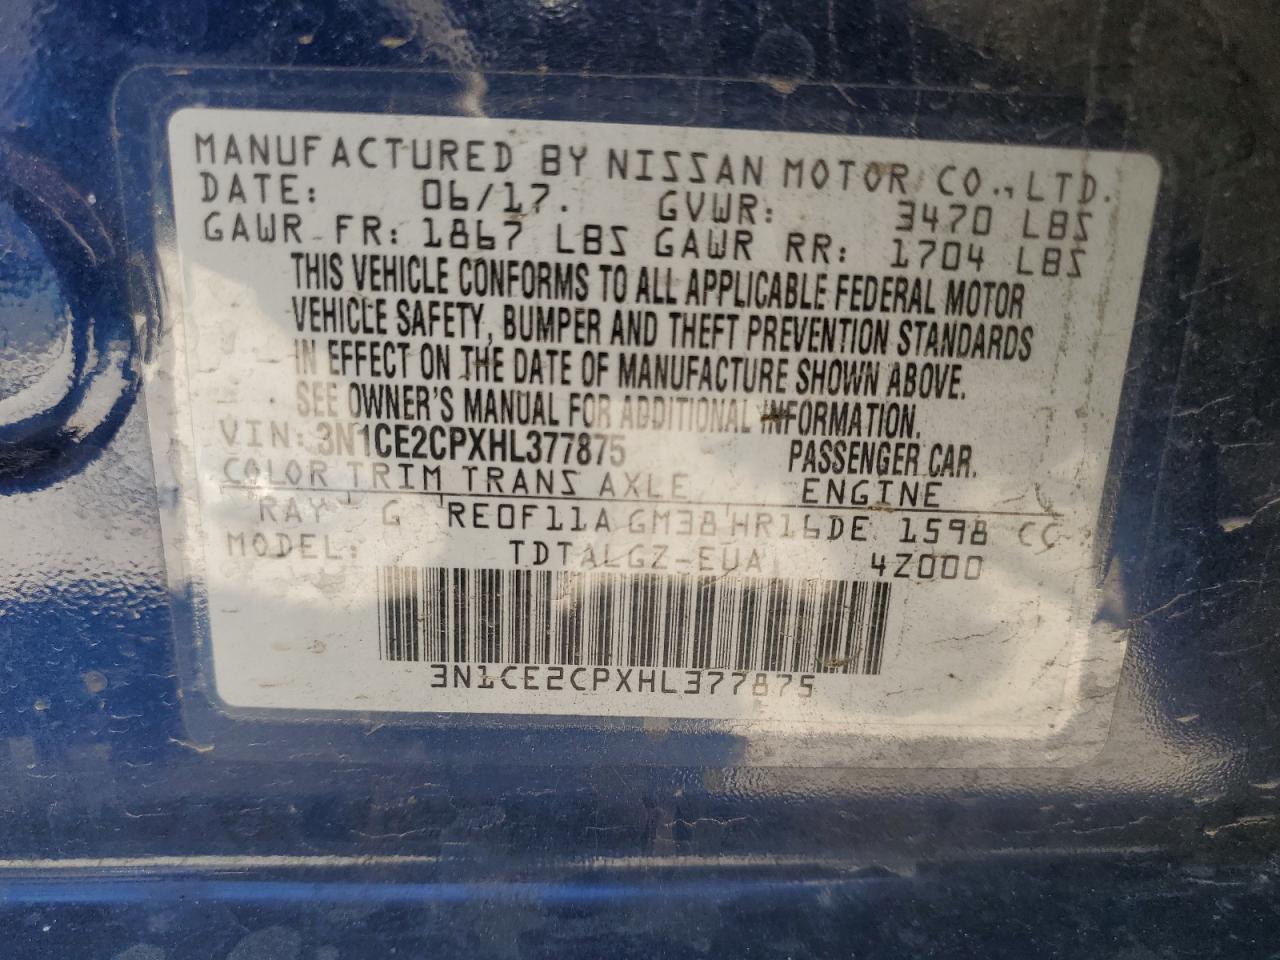 MANUFACTURED BY NISSAN MOTOR CO.,LTD.
DATE: 06/17. GVWR: 3470 LBS
GAWR FR: 1867 LBS GAWR RR: 1704 LBS
THIS VEHICLE CONFORMS TO ALL APPLICABLE FEDERAL MOTOR
VEHICLE SAFETY, BUMPER AND THEFT PREVENTION STANDARDS
IN EFFECT ON THE DATE OF MANUFACTURE SHOWN ABOVE.
SEE OWNER'S MANUAL FOR ADDITIONAL INFORMATION.
VIN: 3N1CE2CPXHL377875 PASSENGER CAR.
COLOR TRIM TRANS AXLE ENGINE
RAY G RE0F11A GM38 HR16DE 1598 CC
MODEL: TDTALGZ-EUA 4Z000
3N1CE2CPXHL377875